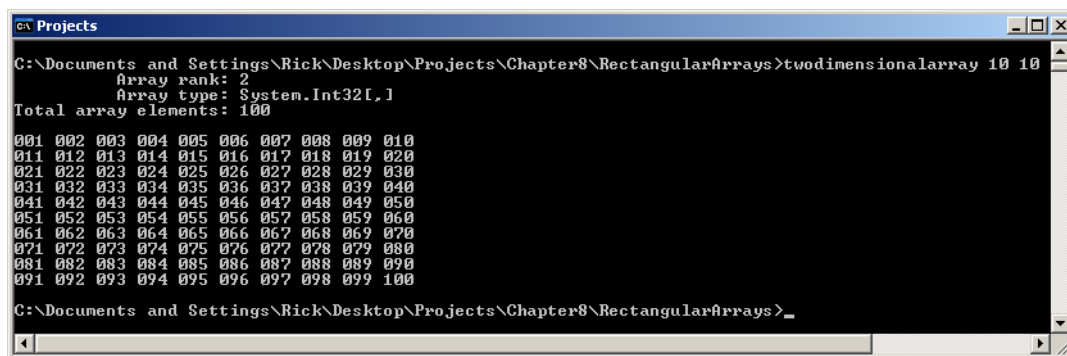 Projects
C:\Documents and Settings\Rick\Desktop\Projects\Chapter8\RectangularArrays>twodimensionalarray 10 10
Array rank: 2
Array type: System.Int32[,]
Total array elements: 100
001 002 003 004 005 006 007 008 009 010
011 012 013 014 015 016 017 018 019 020
021 022 023 024 025 026 027 028 029 030
031 032 033 034 035 036 037 038 039 040
041 042 043 044 045 046 047 048 049 050
051 052 053 054 055 056 057 058 059 060
061 062 063 064 065 066 067 068 069 070
071 072 073 074 075 076 077 078 079 080
081 082 083 084 085 086 087 088 089 090
091 092 093 094 095 096 097 098 099 100
C:\Documents and Settings\Rick\Desktop\Projects\Chapter8\RectangularArrays>_